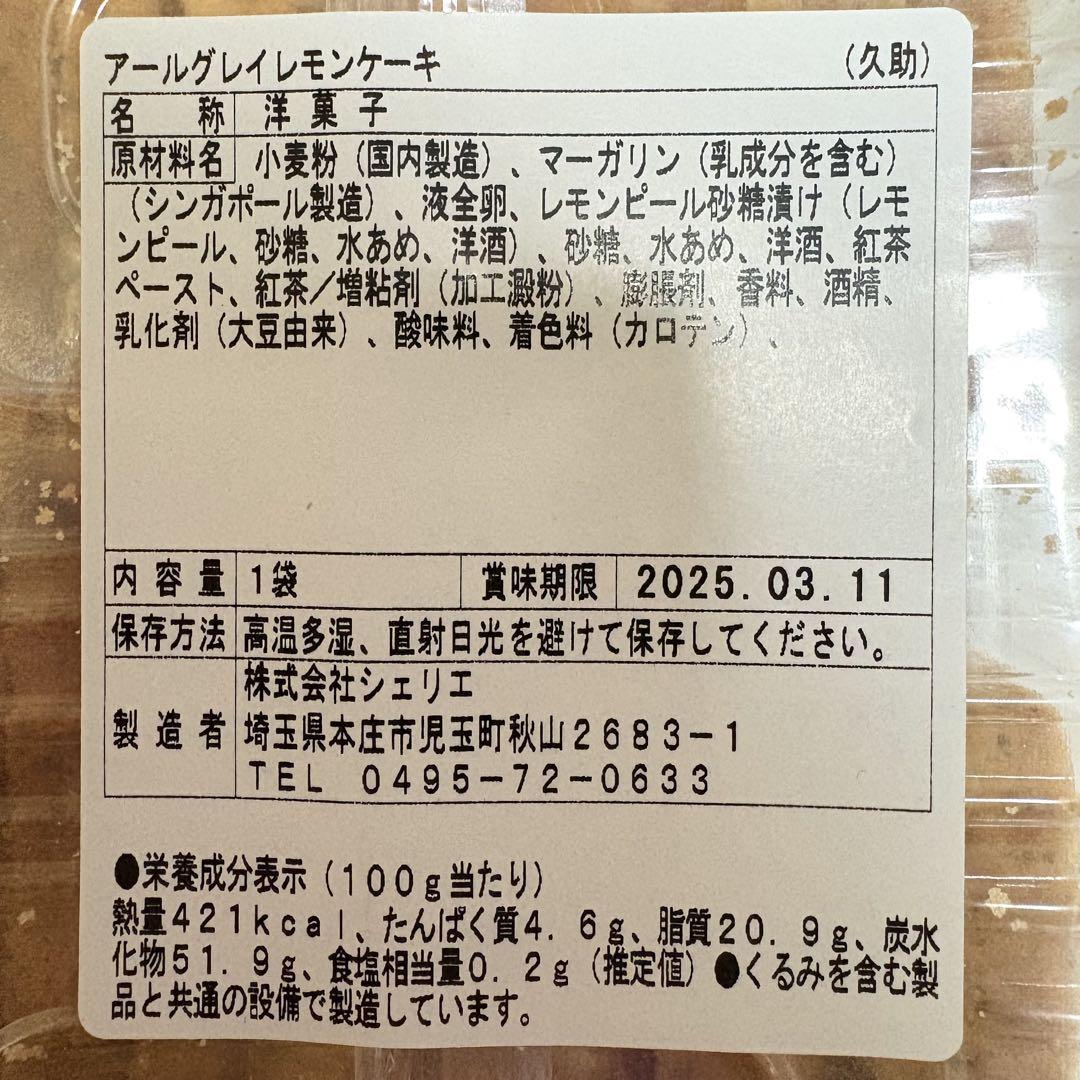 アールグレイレモンケーキ (久助)
名称 洋菓子
原材料名 小麦粉(国内製造)、マーガリン(乳成分を含む)
(シンガポール製造)、液全卵、レモンピール砂糖漬け(レモ
ンピール、砂糖、水あめ、洋酒)、砂糖、水あめ、洋酒、紅茶
ペースト、紅茶/増粘剤(加工澱粉)、膨脹剤、香料、酒精、
乳化剤(大豆由来)、酸味料、着色料(カロテン)、
内容量 1袋 賞味期限 2025.03.11
保存方法 高温多湿、直射日光を避けて保存してください。
株式会社シェリエ
製造者 埼玉県本庄市児玉町秋山2683-1
TEL 0495-72-0633
●栄養成分表示(100g当たり)
熱量421kcal、たんぱく質4.6g、脂質20.9g、炭水
化物51.9g、食塩相当量0.2g(推定値)●くるみを含む製
品と共通の設備で製造しています。